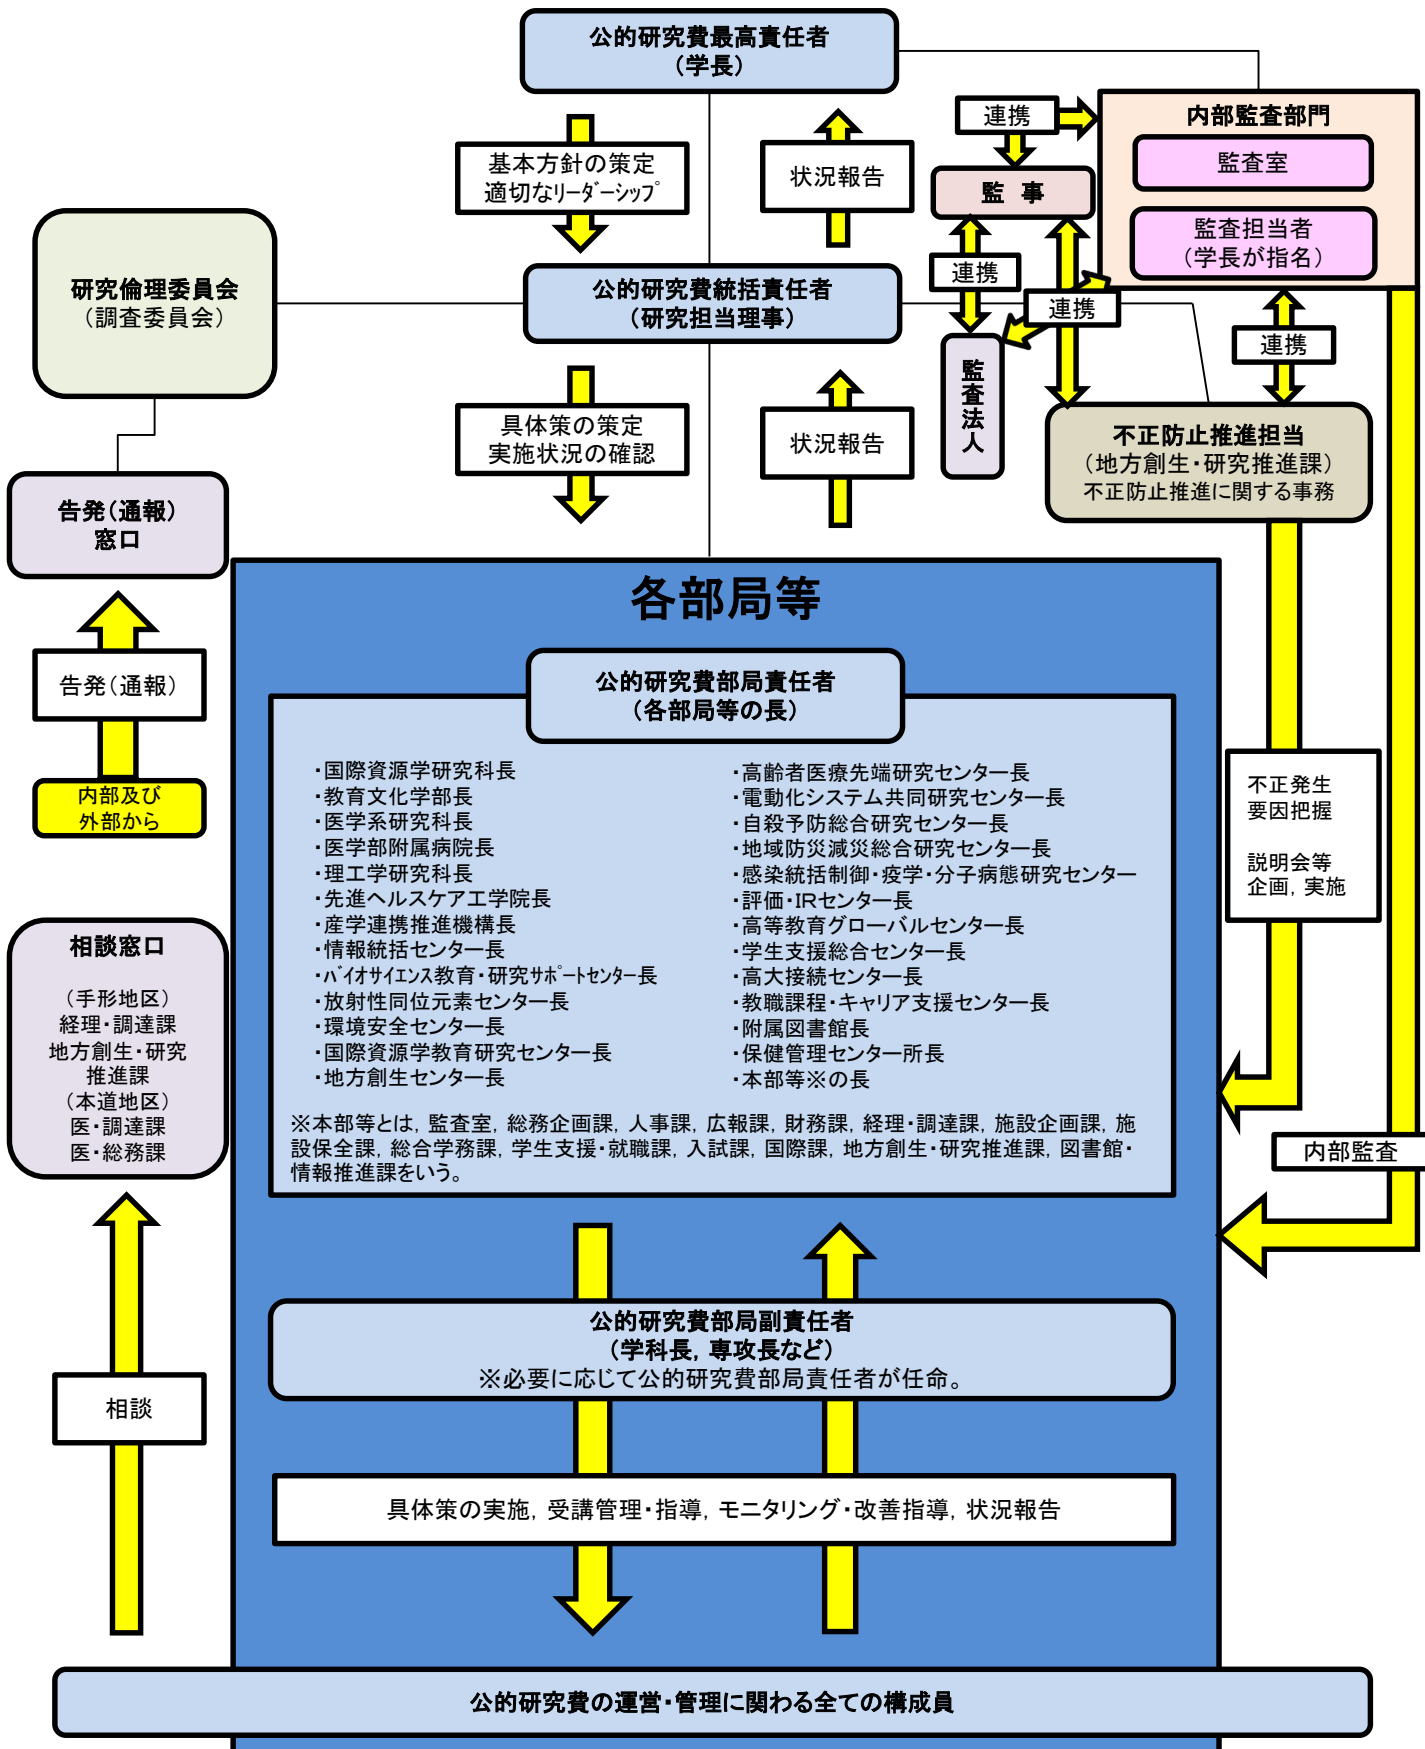 公的研究費最高責任者
（学長）
基本方針の策定
適切なﾘｰﾀﾞｰｼｯﾌﾟ
状況報告
連携
内部監査部門
監査室
監査担当者
（学長が指名）
監　事
連携
連携
連携
研究倫理委員会
（調査委員会）
公的研究費統括責任者
（研究担当理事）
監査法人
具体策の策定
実施状況の確認
状況報告
不正防止推進担当
（地方創生・研究推進課）
不正防止推進に関する事務
告発（通報）
窓口
告発（通報）
内部及び
外部から
各部局等
公的研究費部局責任者
（各部局等の長）
・国際資源学研究科長
・教育文化学部長
・医学系研究科長
・医学部附属病院長
・理工学研究科長
・先進ヘルスケア工学院長
・産学連携推進機構長
・情報統括センター長
・ﾊﾞｲｵｻｲｴﾝｽ教育・研究ｻﾎﾟｰﾄｾﾝﾀｰ長
・放射性同位元素センター長
・環境安全センター長
・国際資源学教育研究センター長
・地方創生センター長
・高齢者医療先端研究センター長
・電動化システム共同研究センター長
・自殺予防総合研究センター長
・地域防災減災総合研究センター長
・感染統括制御・疫学・分子病態研究センター
・評価・IRセンター長
・高等教育グローバルセンター長
・学生支援総合センター長
・高大接続センター長
・教職課程・キャリア支援センター長
・附属図書館長
・保健管理センター所長
・本部等※の長
※本部等とは，監査室，総務企画課，人事課，広報課，財務課，経理・調達課，施設企画課，施
設保全課，総合学務課，学生支援・就職課，入試課，国際課，地方創生・研究推進課，図書館・
情報推進課をいう。
不正発生
要因把握
説明会等
企画，実施
内部監査
相談窓口
（手形地区）
経理・調達課
地方創生・研究
推進課
（本道地区）
医・調達課
医・総務課
相談
公的研究費部局副責任者
（学科長，専攻長など）
※必要に応じて公的研究費部局責任者が任命。
具体策の実施，受講管理・指導，モニタリング・改善指導，状況報告
公的研究費の運営・管理に関わる全ての構成員